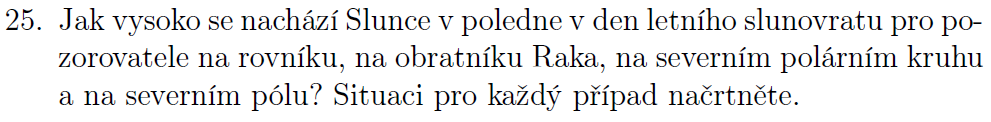 25. Jak vysoko se nachází Slunce v poledne v den letního slunovratu pro po-
zorovatele na rovníku, na obratníku Raka, na severním polárním kruhu
a na severním pólu? Situaci pro každý případ načrtněte.